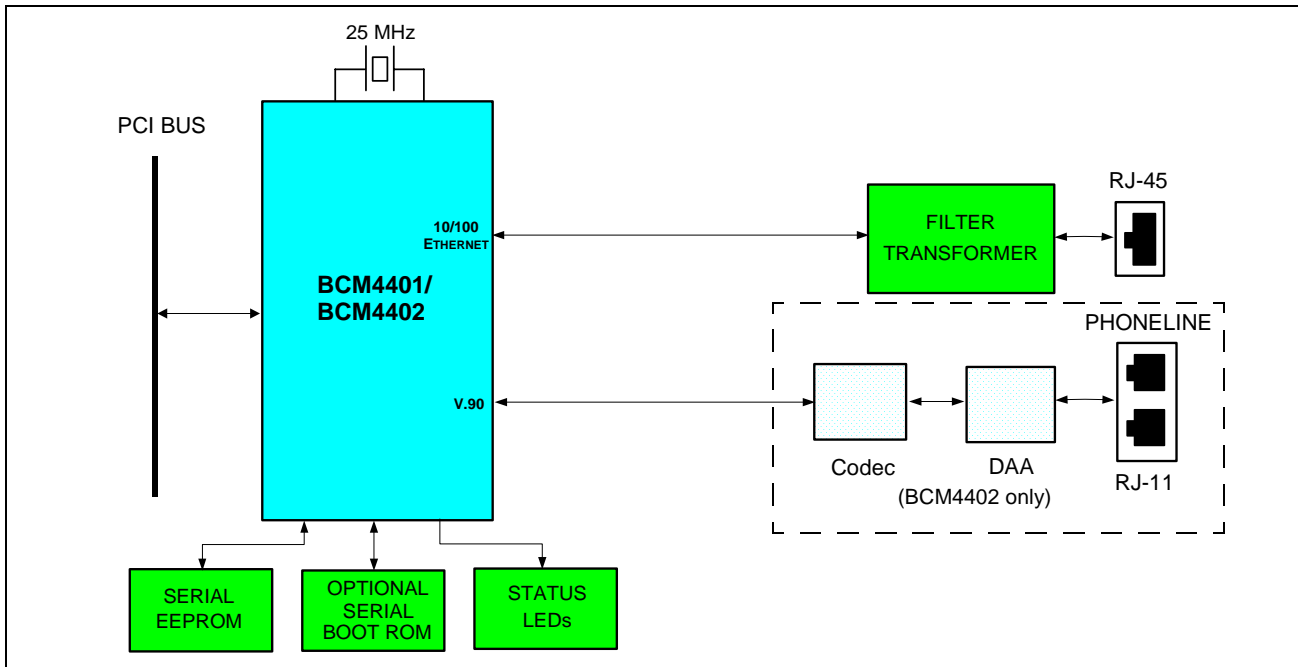 25 MHz
PCI BUS
10/100
ETHERNET
BCM4401/
BCM4402
V.90
FILTER
TRANSFORMER
RJ-45
PHONELINE
Codec
DAA
(BCM4402 only)
RJ-11
SERIAL
EEPROM
OPTIONAL
SERIAL
BOOT ROM
STATUS
LEDs